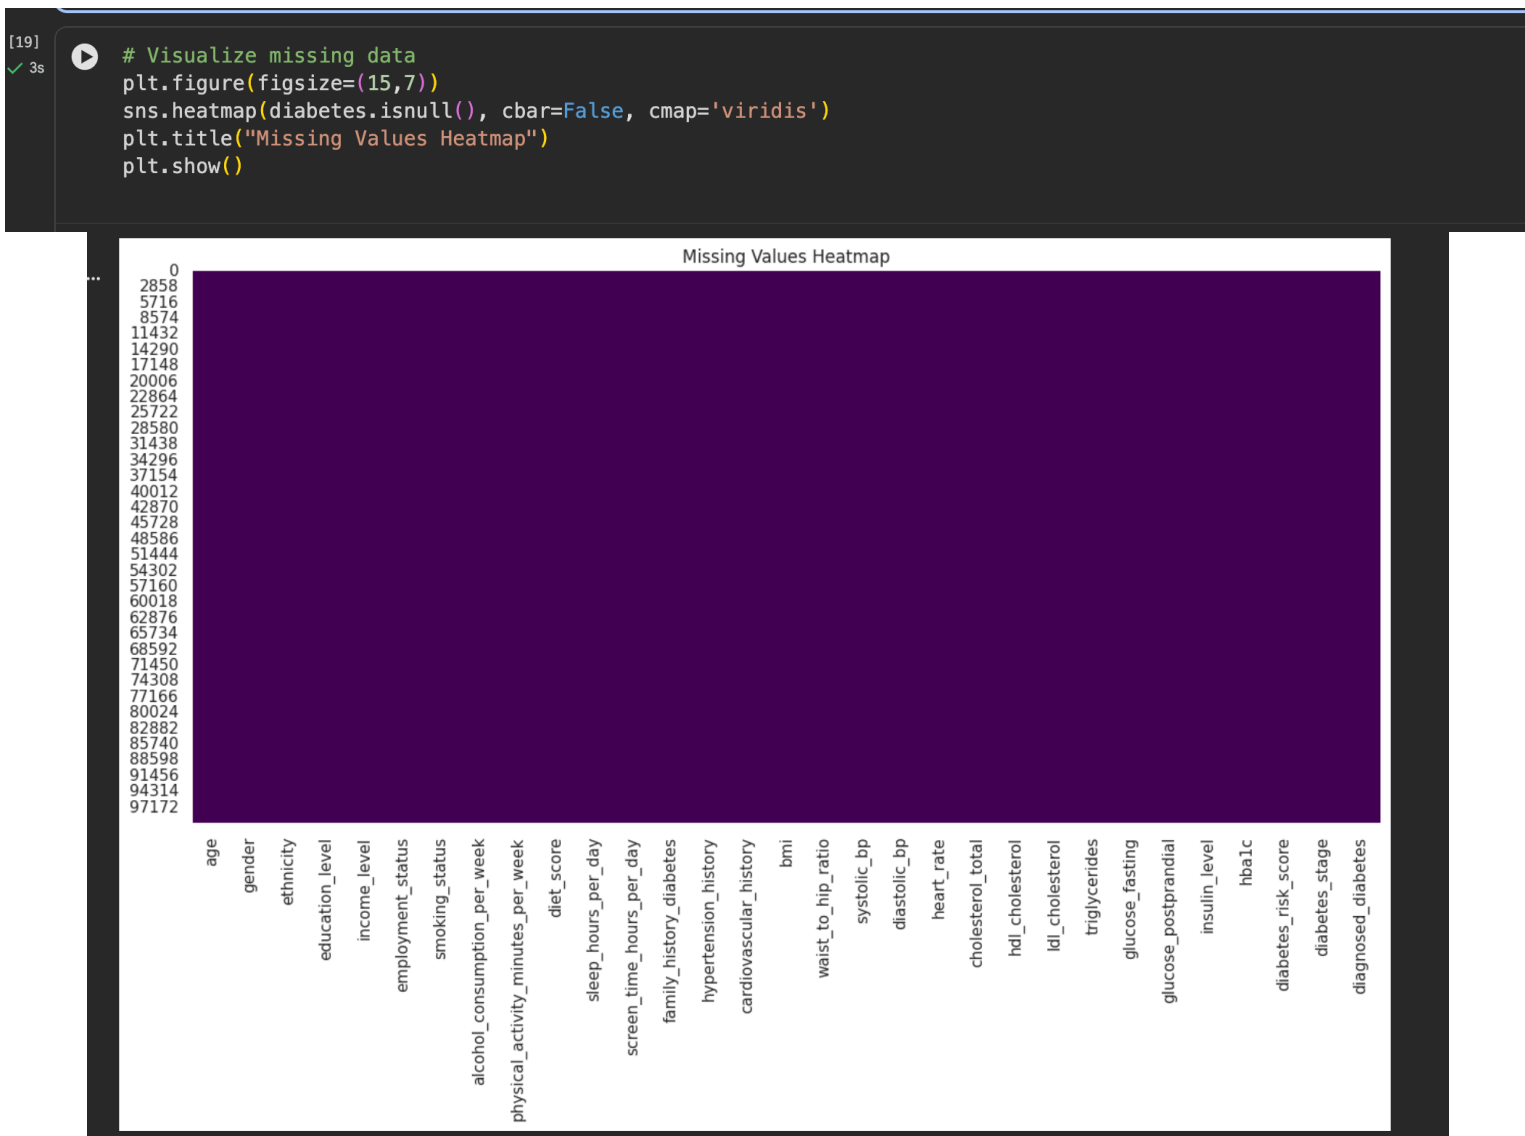 [19]
3s
# Visualize missing data
plt.figure(figsize=(15,7))
sns.heatmap(diabetes.isnull(), cbar=False, cmap='viridis')
plt.title("Missing Values Heatmap")
plt.show()
...
Missing Values Heatmap
0
2858
5716
8574
11432
14290
17148
20006
22864
25722
28580
31438
34296
37154
40012
42870
45728
48586
51444
54302
57160
60018
62876
65734
68592
71450
74308
77166
80024
82882
85740
88598
91456
94314
97172
age
gender
ethnicity
education_level
income_level
employment_status
smoking_status
alcohol_consumption_per_week
physical_activity_minutes_per_week
diet_score
sleep_hours_per_day
screen_time_hours_per_day
family_history_diabetes
hypertension_history
cardiovascular_history
bmi
waist_to_hip_ratio
systolic_bp
diastolic_bp
heart_rate
cholesterol_total
hdl_cholesterol
ldl_cholesterol
triglycerides
glucose_fasting
glucose_postprandial
insulin_level
hba1c
diabetes_risk_score
diabetes_stage
diagnosed_diabetes